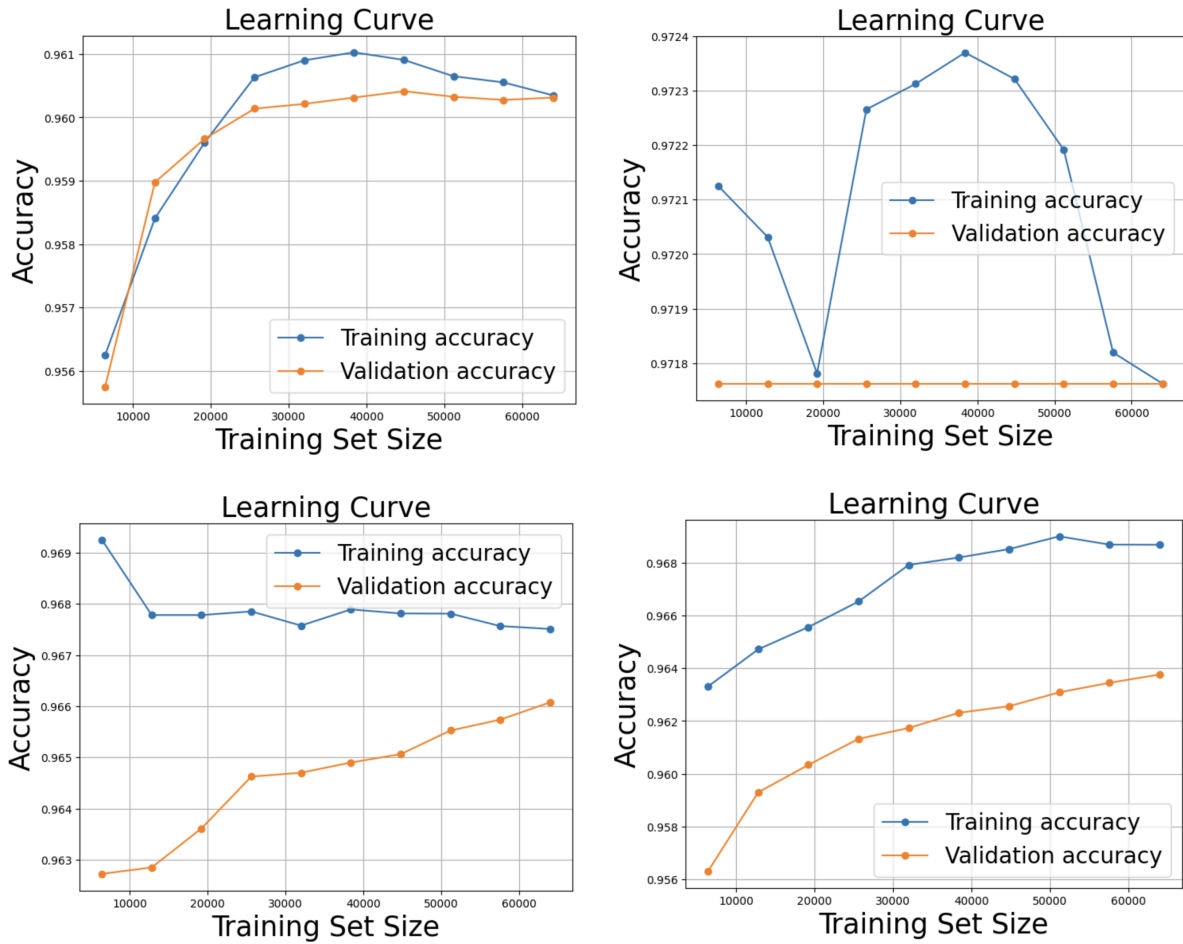 Learning Curve
0.961
0.960
0.959
0.958
0.957
0.956
Accuracy
Training accuracy
Validation accuracy
10000 20000 30000 40000 50000 60000
Training Set Size
Learning Curve
0.9724
0.9723
0.9722
0.9721
0.9720
0.9719
0.9718
Accuracy
Training accuracy
Validation accuracy
10000 20000 30000 40000 50000 60000
Training Set Size
Learning Curve
0.969
0.968
0.967
0.966
0.965
0.964
0.963
Accuracy
Training accuracy
Validation accuracy
10000 20000 30000 40000 50000 60000
Training Set Size
Learning Curve
0.968
0.966
0.964
0.962
0.960
0.958
0.956
Accuracy
Training accuracy
Validation accuracy
10000 20000 30000 40000 50000 60000
Training Set Size